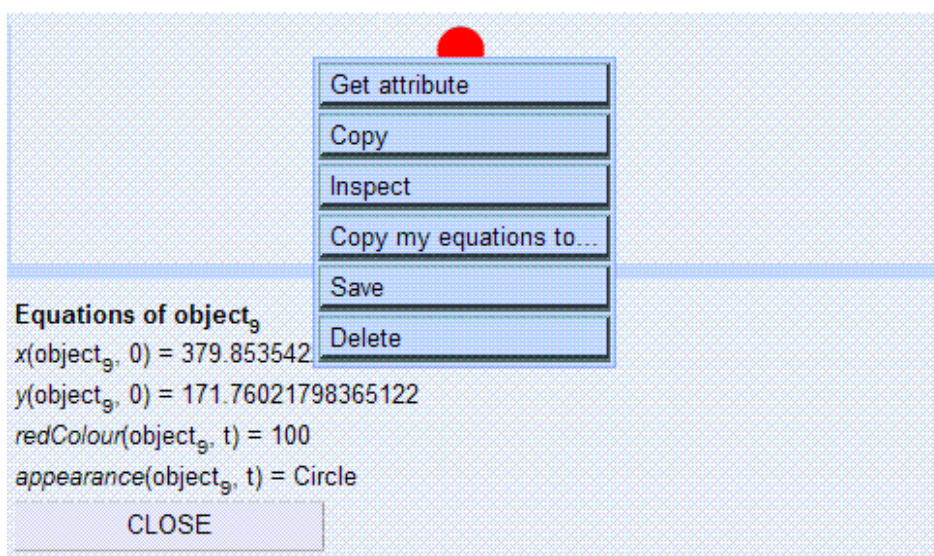 Get attribute
Copy
Inspect
Copy my equations to...
Save
Delete
Equations of object₉
x(object₉, 0) = 379.853542
y(object₉, 0) = 171.76021798365122
redColour(object₉, t) = 100
appearance(object₉, t) = Circle
CLOSE